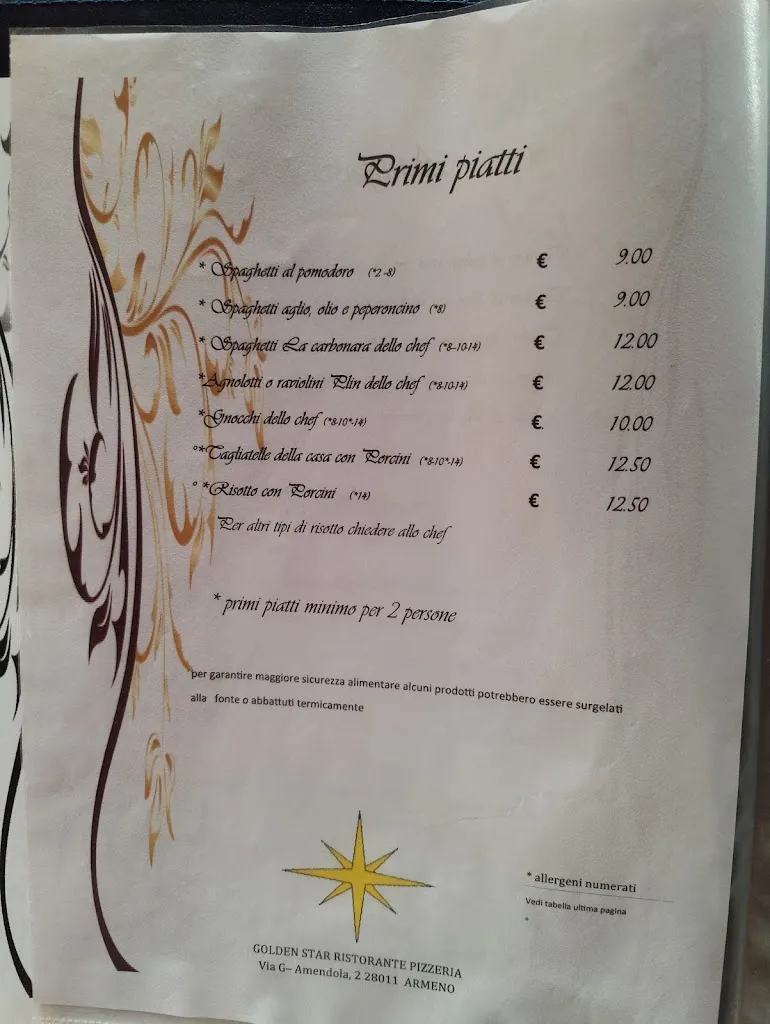 Primi piatti
* Spaghetti al pomodoro (*2-8) € 9.00
* Spaghetti aglio, olio e peperoncino (*8) € 9.00
* Spaghetti La carbonara dello chef (*8-10-14) € 12.00
*Agnolotti o raviolini Plin dello chef (*8-10-14) € 12.00
*Gnocchi dello chef (*8-10*-14) € 10.00
°*Tagliatelle della casa con Porcini (*8-10*-14) € 12.50
° *Risotto con Porcini (*14) € 12.50
Per altri tipi di risotto chiedere allo chef
* primi piatti minimo per 2 persone
per garantire maggiore sicurezza alimentare alcuni prodotti potrebbero essere surgelati
alla fonte o abbattuti termicamente
* allergeni numerati
Vedi tabella ultima pagina
*
GOLDEN STAR RISTORANTE PIZZERIA
Via G– Amendola, 2 28011 ARMENO